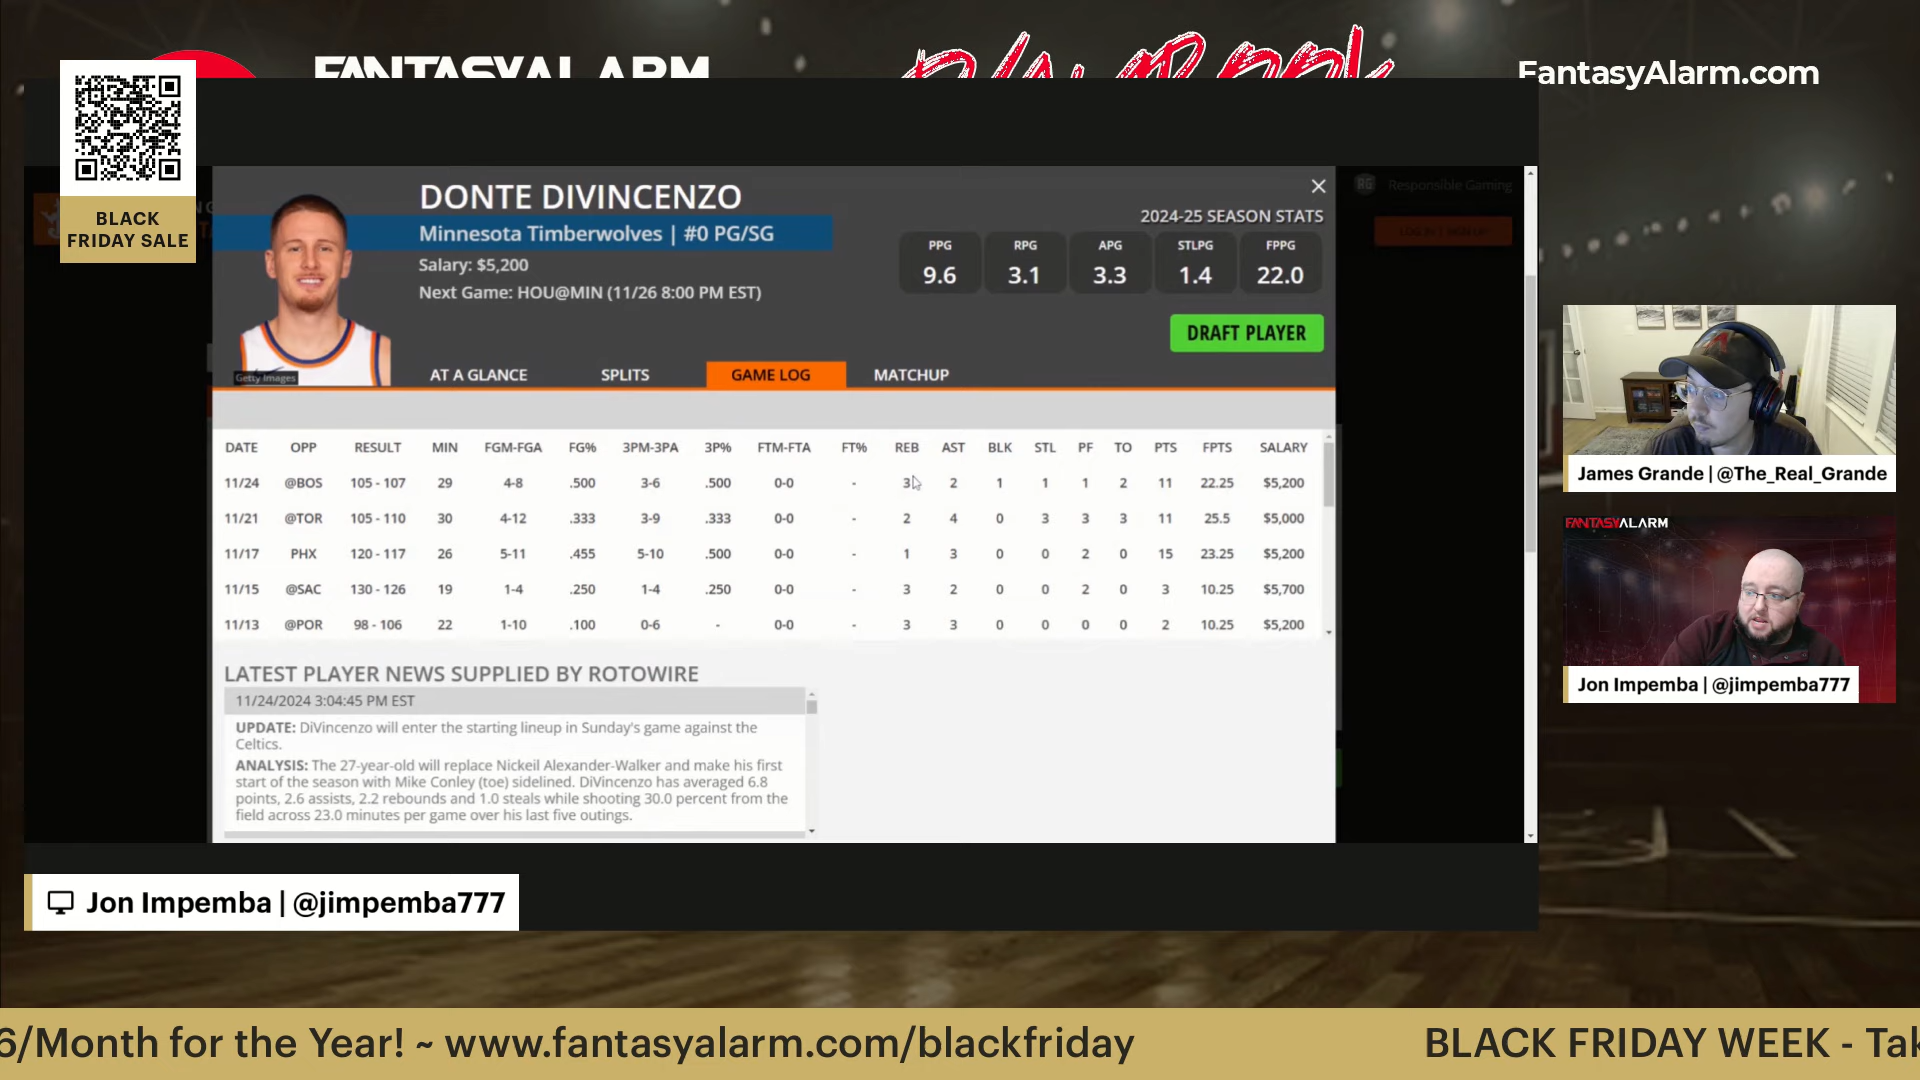 FANTASYALARM
PLAYBOOK
FantasyAlarm.com
BLACK
FRIDAY SALE
DONTE DIVINCENZO
Minnesota Timberwolves | #0 PG/SG
Salary: $5,200
Next Game: HOU@MIN (11/26 8:00 PM EST)
Getty Images
RG Responsible Gaming
LOG IN | SIGN UP
2024-25 SEASON STATS
PPG RPG APG STLPG FPPG
9.6 3.1 3.3 1.4 22.0
DRAFT PLAYER
AT A GLANCE SPLITS GAME LOG MATCHUP
DATE OPP RESULT MIN FGM-FGA FG% 3PM-3PA 3P% FTM-FTA FT% REB AST BLK STL PF TO PTS FPTS SALARY
11/24 @BOS 105 - 107 29 4-8 .500 3-6 .500 0-0 - 3 2 1 1 1 2 11 22.25 $5,200
11/21 @TOR 105 - 110 30 4-12 .333 3-9 .333 0-0 - 2 4 0 3 3 3 11 25.5 $5,000
11/17 PHX 120 - 117 26 5-11 .455 5-10 .500 0-0 - 1 3 0 0 2 0 15 23.25 $5,200
11/15 @SAC 130 - 126 19 1-4 .250 1-4 .250 0-0 - 3 2 0 0 2 0 3 10.25 $5,700
11/13 @POR 98 - 106 22 1-10 .100 0-6 - 0-0 - 3 3 0 0 0 0 2 10.25 $5,200
LATEST PLAYER NEWS SUPPLIED BY ROTOWIRE
11/24/2024 3:04:45 PM EST
UPDATE: DiVincenzo will enter the starting lineup in Sunday's game against the
Celtics.
ANALYSIS: The 27-year-old will replace Nickeil Alexander-Walker and make his first
start of the season with Mike Conley (toe) sidelined. DiVincenzo has averaged 6.8
points, 2.6 assists, 2.2 rebounds and 1.0 steals while shooting 30.0 percent from the
field across 23.0 minutes per game over his last five outings.
James Grande | @The_Real_Grande
FANTASYALARM
Jon Impemba | @jimpemba777
Jon Impemba | @jimpemba777
6/Month for the Year! ~ www.fantasyalarm.com/blackfriday
BLACK FRIDAY WEEK - Tak